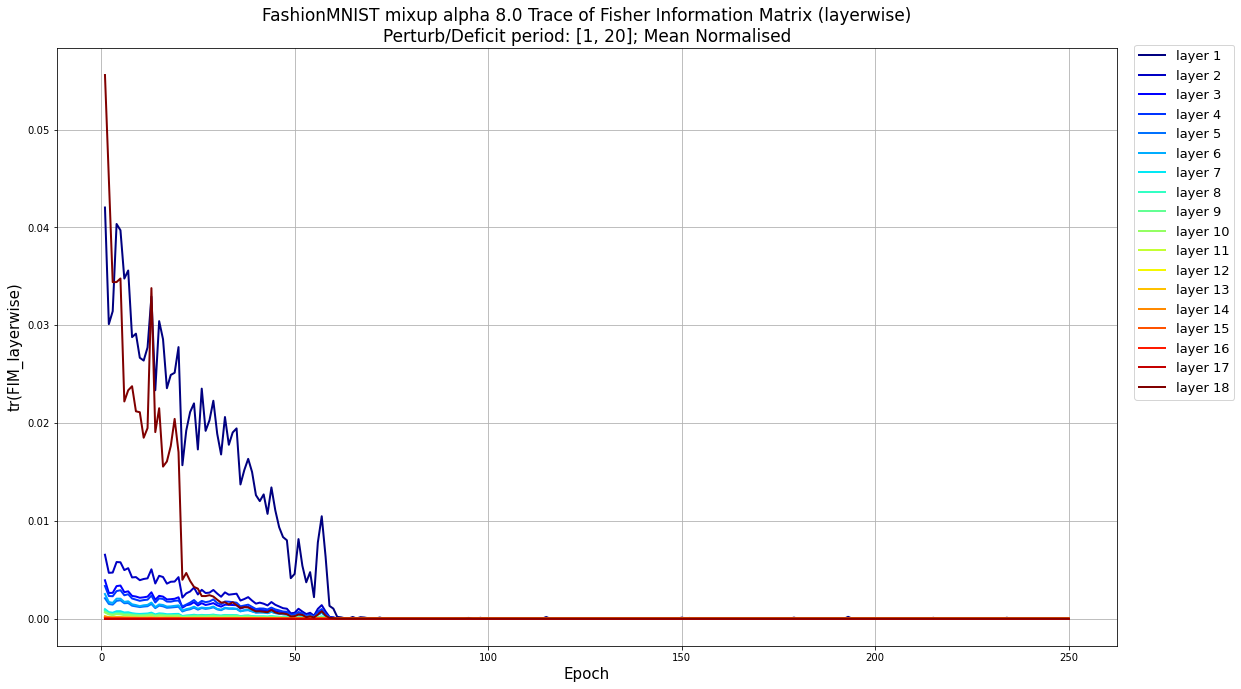 FashionMNIST mixup alpha 8.0 Trace of Fisher Information Matrix (layerwise)
Perturb/Deficit period: [1, 20]; Mean Normalised
tr(FIM_layerwise)
0.05
0.04
0.03
0.02
0.01
0.00
0
50
100
150
200
250
Epoch
layer 1
layer 2
layer 3
layer 4
layer 5
layer 6
layer 7
layer 8
layer 9
layer 10
layer 11
layer 12
layer 13
layer 14
layer 15
layer 16
layer 17
layer 18